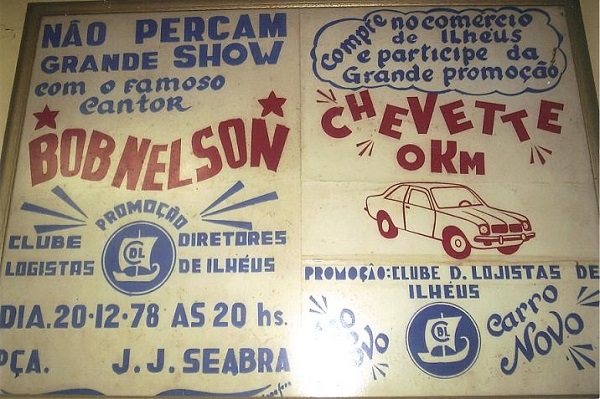 NÃO PERCAM
GRANDE SHOW
com o famoso
cantor
BOB NELSON
PROMOÇÃO
CLUBE DIRETORES
LOGISTAS DE ILHÉUS
CDL
DIA.20.12.78 AS 20 hs.
PÇA. J.J. SEABRA
Compre no comércio
de Ilhéus
e participe da
Grande promoção
CHEVETTE
0Km
PROMOÇÃO:CLUBE D. LOJISTAS DE
ILHÉUS
CDL
carro
Novo